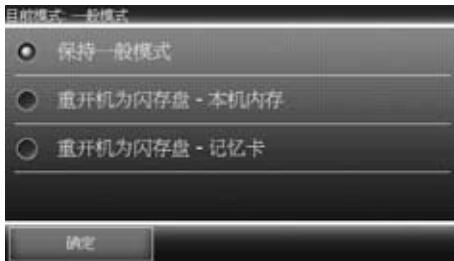 目前模式: 一般模式
保持一般模式
重开机为闪存盘 - 本机内存
重开机为闪存盘 - 记忆卡
确定